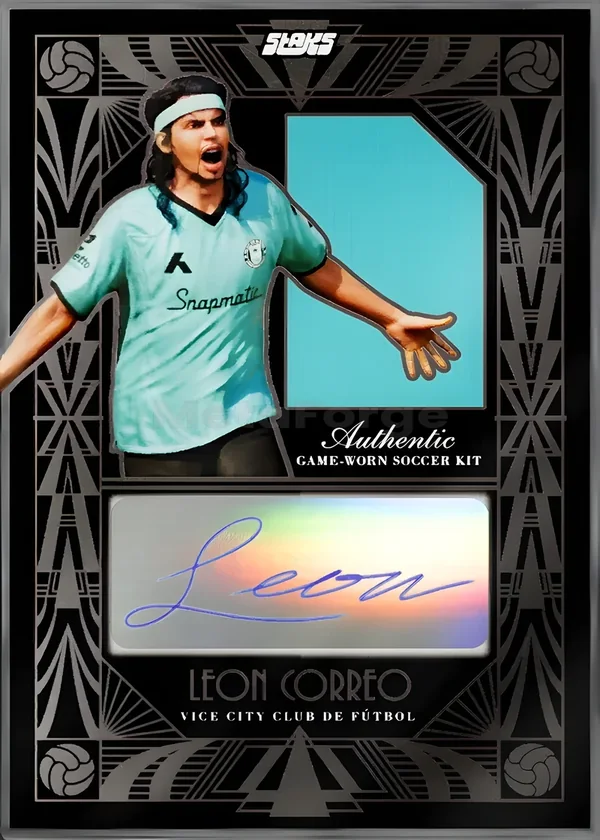 STAKS
Snapmatic
Authentic
GAME-WORN SOCCER KIT
Leon
LEON CORREO
VICE CITY CLUB DE FÚTBOL